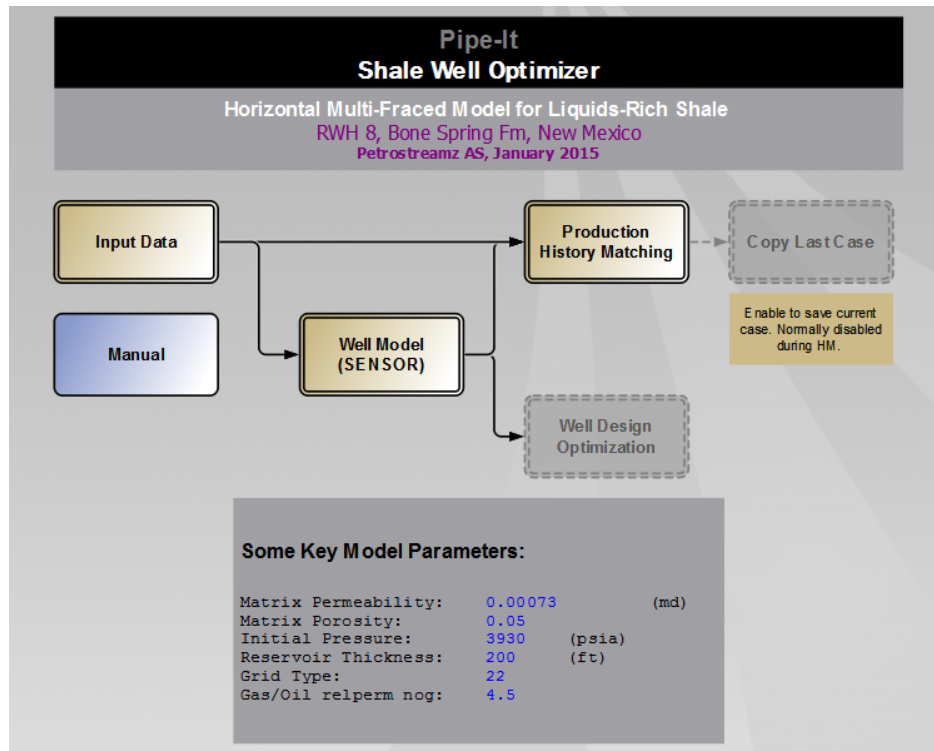 Pipe-It
Shale Well Optimizer
Horizontal Multi-Fraced Model for Liquids-Rich Shale
RWH 8, Bone Spring Fm, New Mexico
Petrostreamz AS, January 2015
Input Data
Production
History Matching
Copy Last Case
Enable to save current
case. Normally disabled
during HM.
Manual
Well Model
(SENSOR)
Well Design
Optimization
Some Key Model Parameters:
Matrix Permeability: 0.00073 (md)
Matrix Porosity: 0.05
Initial Pressure: 3930 (psia)
Reservoir Thickness: 200 (ft)
Grid Type: 22
Gas/Oil relperm nog: 4.5